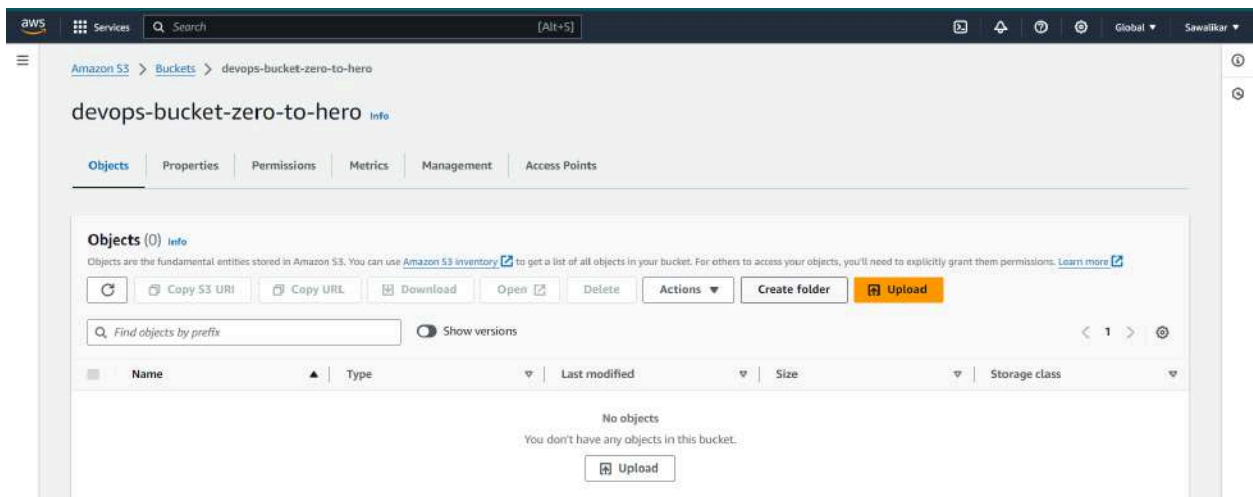 aws Services Search [Alt+S] Global Sawalikar
Amazon S3 > Buckets > devops-bucket-zero-to-hero
devops-bucket-zero-to-hero Info
Objects Properties Permissions Metrics Management Access Points
Objects (0) Info
Objects are the fundamental entities stored in Amazon S3. You can use Amazon S3 inventory to get a list of all objects in your bucket. For others to access your objects, you'll need to explicitly grant them permissions. Learn more
Copy S3 URI Copy URL Download Open Delete Actions Create folder Upload
Find objects by prefix Show versions < 1 >
Name Type Last modified Size Storage class
No objects
You don't have any objects in this bucket.
Upload